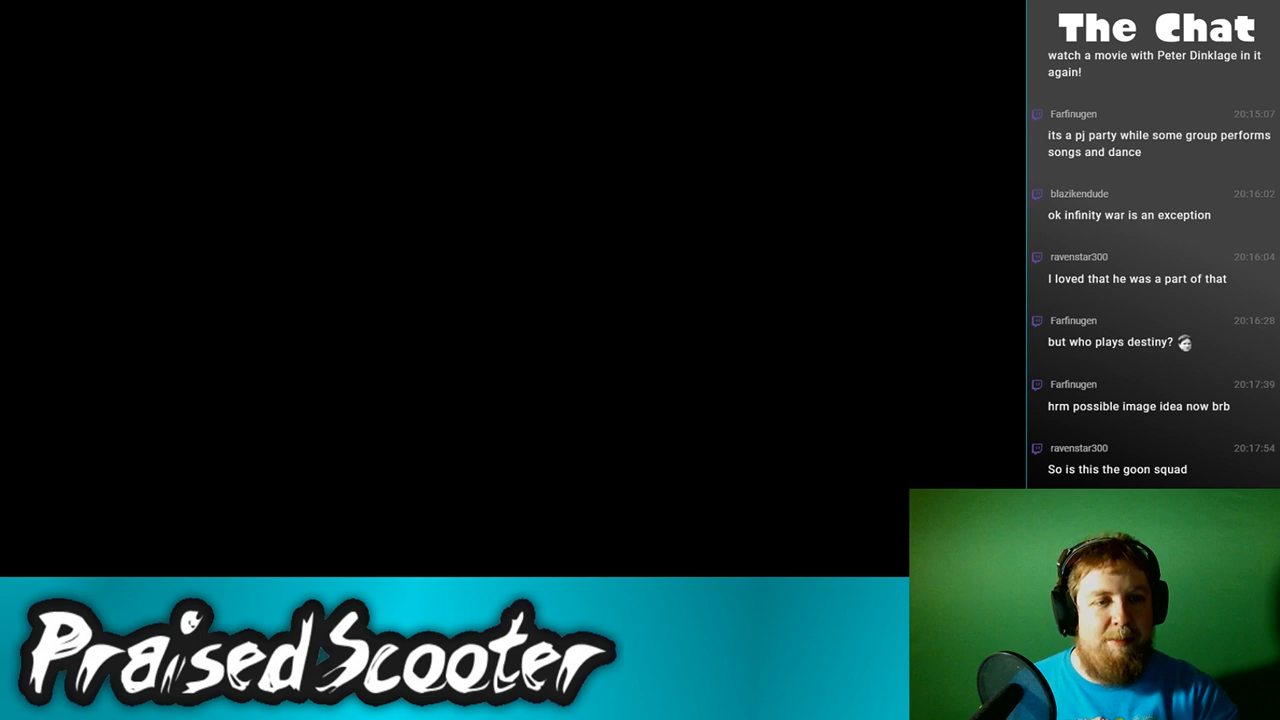 The Chat
watch a movie with Peter Dinklage in it
again!
Farfinugen 20:15:07
its a pj party while some group performs
songs and dance
blazikendude 20:16:02
ok infinity war is an exception
ravenstar300 20:16:04
I loved that he was a part of that
Farfinugen 20:16:28
but who plays destiny?
Farfinugen 20:17:39
hrm possible image idea now brb
ravenstar300 20:17:54
So is this the goon squad
PraisedScooter